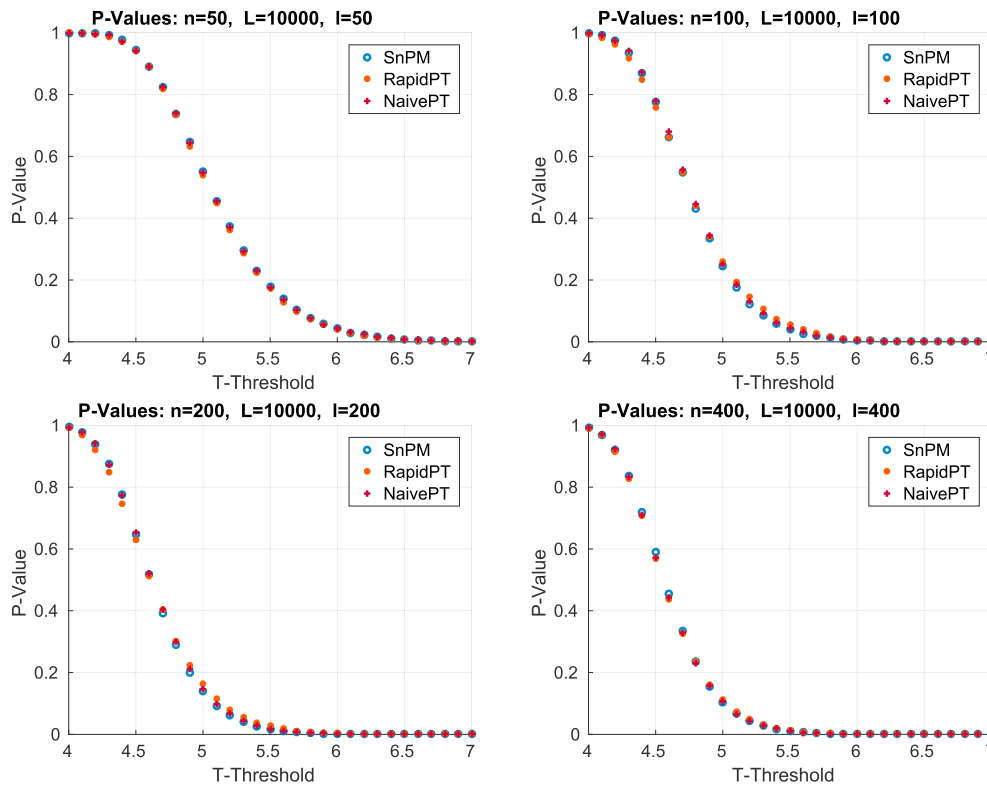 P-Values: n=50, L=10000, l=50
1
0.8
0.6
0.4
0.2
0
P-Value
4
4.5
5
5.5
6
6.5
7
T-Threshold
SnPM
RapidPT
NaivePT
P-Values: n=100, L=10000, l=100
1
0.8
0.6
0.4
0.2
0
P-Value
4
4.5
5
5.5
6
6.5
T-Threshold
SnPM
RapidPT
NaivePT
P-Values: n=200, L=10000, l=200
1
0.8
0.6
0.4
0.2
0
P-Value
4
4.5
5
5.5
6
6.5
7
T-Threshold
SnPM
RapidPT
NaivePT
P-Values: n=400, L=10000, l=400
1
0.8
0.6
0.4
0.2
0
P-Value
4
4.5
5
5.5
6
6.5
T-Threshold
SnPM
RapidPT
NaivePT